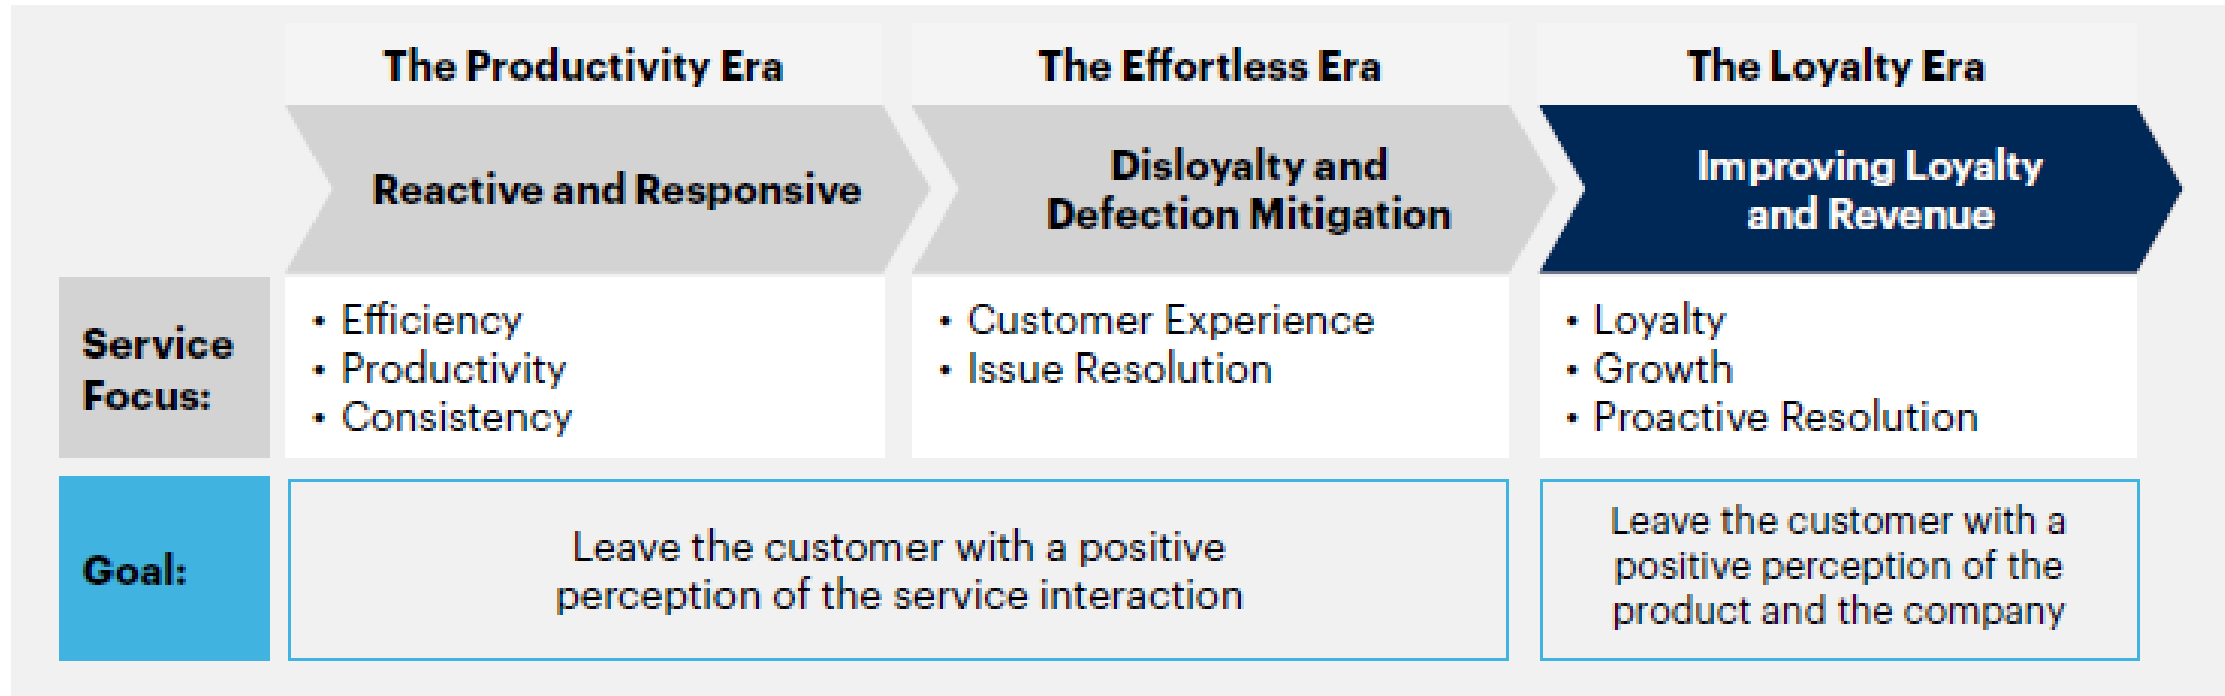 The Productivity Era
The Effortless Era
The Loyalty Era
Reactive and Responsive
Disloyalty and
Defection Mitigation
Improving Loyalty
and Revenue
Service
Focus:
• Efficiency
• Productivity
• Consistency
• Customer Experience
• Issue Resolution
• Loyalty
• Growth
• Proactive Resolution
Goal:
Leave the customer with a positive
perception of the service interaction
Leave the customer with a
positive perception of the
product and the company